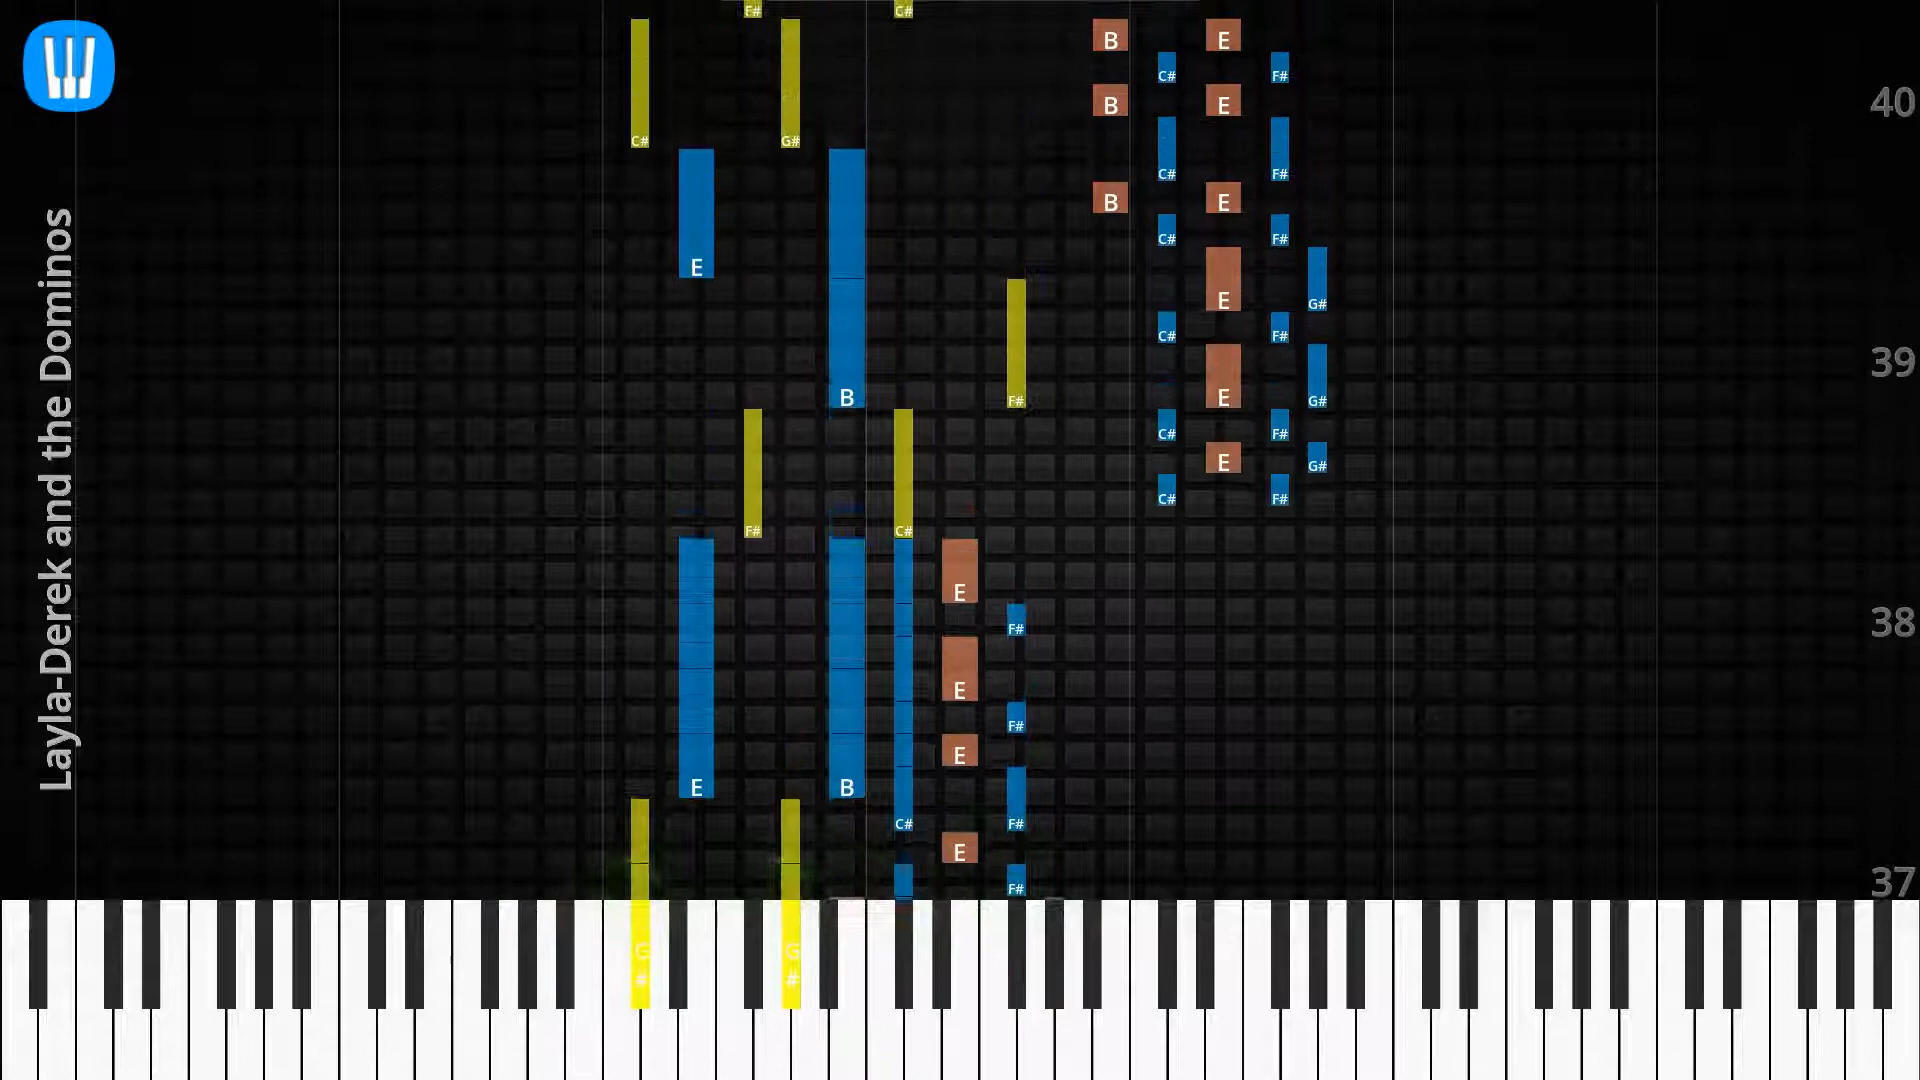 Layla-Derek and the Dominos
F# C#
B E
C# F#
40
B E
C# G#
C# F#
B E
C# F#
E
E G#
C# F#
39
B F# E G#
C# F#
E G#
C# F#
F# C#
E
38
F#
E
F#
E
E B
C# F#
E
37
F#
G# G#